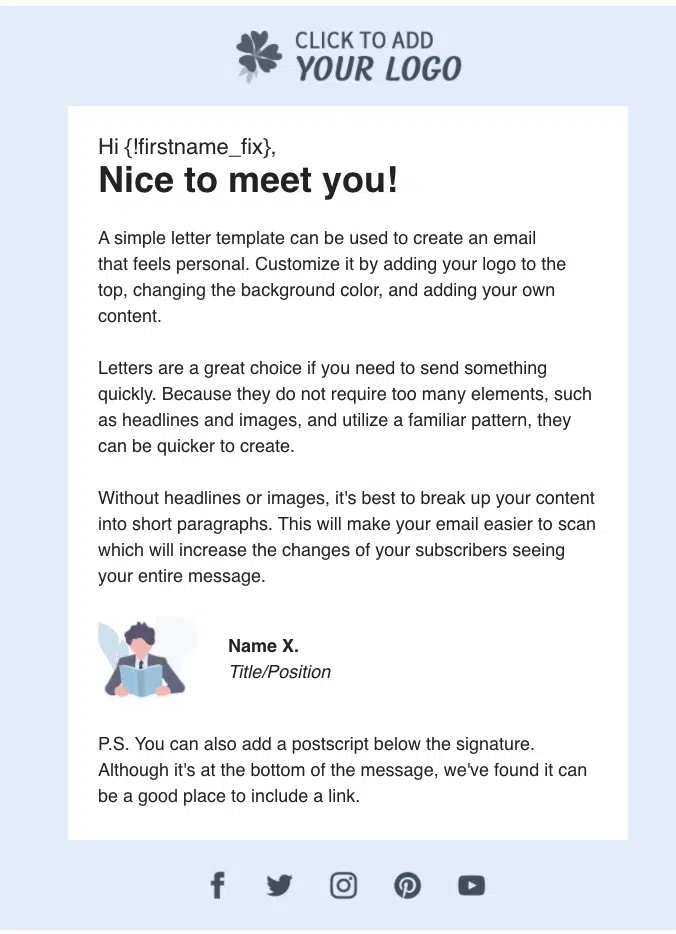 CLICK TO ADD
YOUR LOGO
Hi {!firstname_fix},
Nice to meet you!
A simple letter template can be used to create an email
that feels personal. Customize it by adding your logo to the
top, changing the background color, and adding your own
content.
Letters are a great choice if you need to send something
quickly. Because they do not require too many elements, such
as headlines and images, and utilize a familiar pattern, they
can be quicker to create.
Without headlines or images, it's best to break up your content
into short paragraphs. This will make your email easier to scan
which will increase the changes of your subscribers seeing
your entire message.
Name X.
Title/Position
P.S. You can also add a postscript below the signature.
Although it's at the bottom of the message, we've found it can
be a good place to include a link.